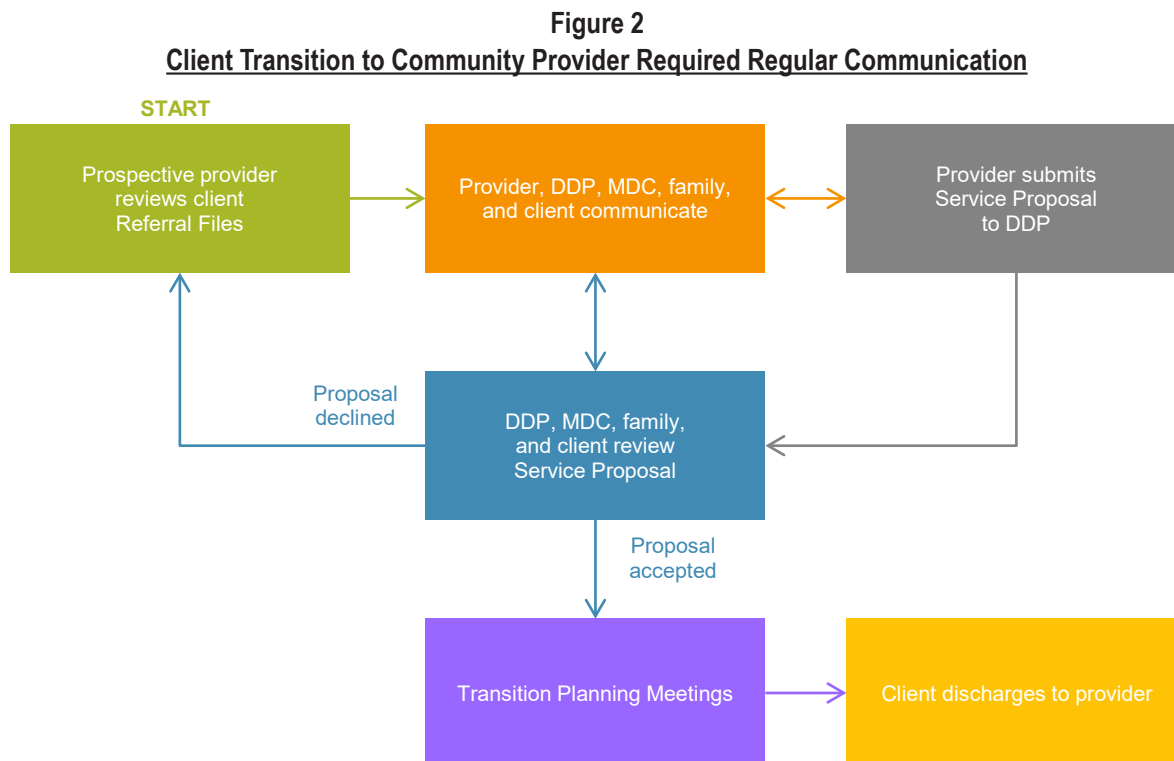 Figure 2
Client Transition to Community Provider Required Regular Communication
START
Prospective provider
reviews client
Referral Files
Provider, DDP, MDC, family,
and client communicate
Provider submits
Service Proposal
to DDP
Proposal
declined
DDP, MDC, family,
and client review
Service Proposal
Proposal
accepted
Transition Planning Meetings
Client discharges to provider